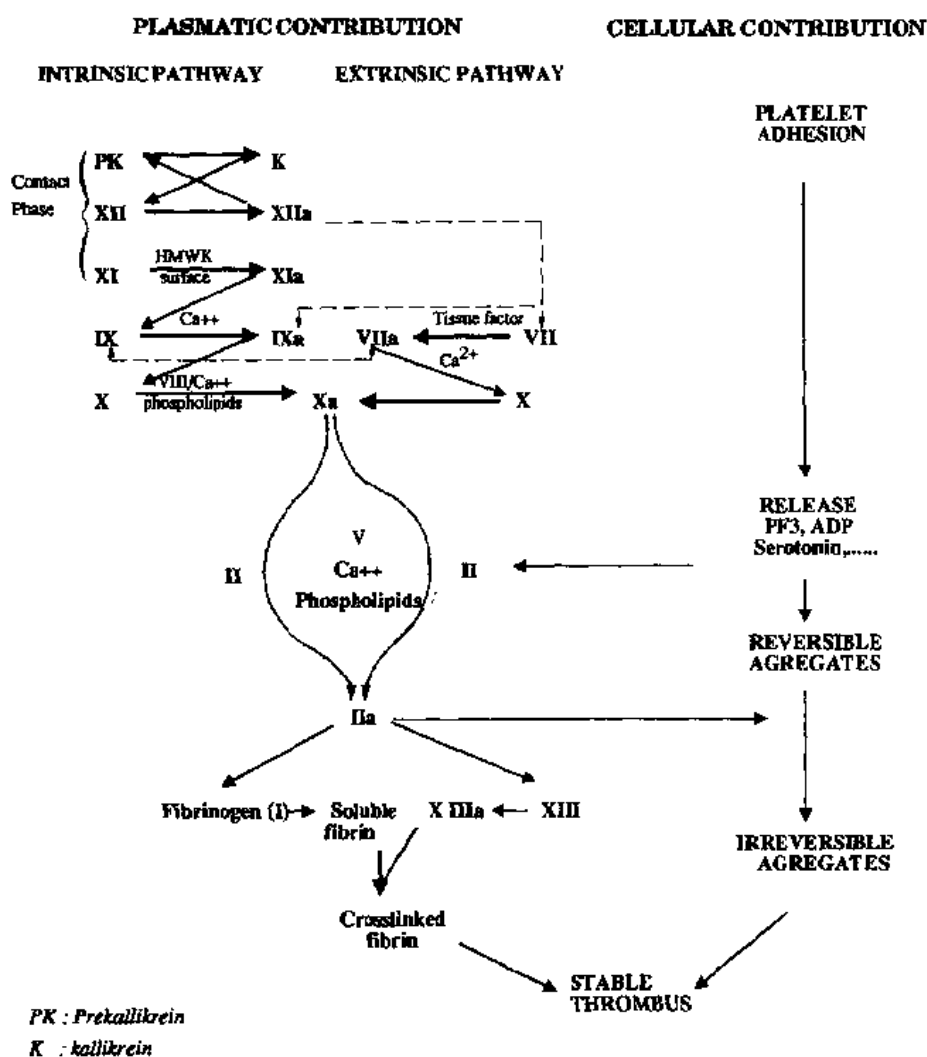 PLASMATIC CONTRIBUTION
CELLULAR CONTRIBUTION
INTRINSIC PATHWAY
EXTRINSIC PATHWAY
PLATELET
ADHESION
Contact
Phase
PK
K
XII
XIIa
XI
HMWK
surface
XIa
IX
Ca++
IXa
VIIa
Tissue factor
VII
Ca2+
X
VIII/Ca++
phospholipids
Xa
X
RELEASE
PF3, ADP
Serotonin,......
II
V
Ca++
Phospholipids
II
REVERSIBLE
AGREGATES
IIa
Fibrinogen (I)
Soluble
fibrin
X IIIa
XIII
IRREVERSIBLE
AGREGATES
Crosslinked
fibrin
STABLE
THROMBUS
PK : Prekallikrein
K : kallikrein